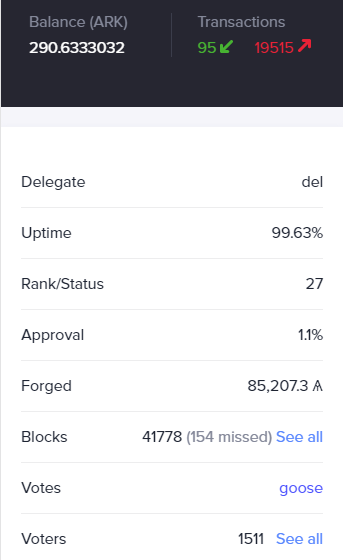 Balance (ARK) Transactions
290.6333032 95 19515
Delegate del
Uptime 99.63%
Rank/Status 27
Approval 1.1%
Forged 85,207.3 Ѧ
Blocks 41778 (154 missed) See all
Votes goose
Voters 1511 See all